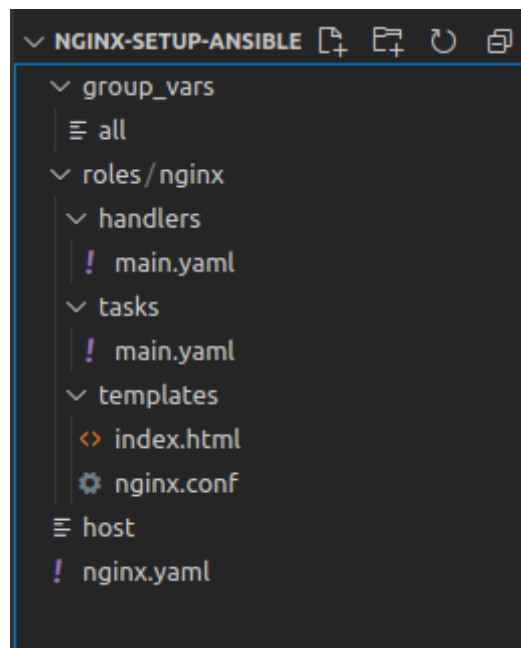 NGINX-SETUP-ANSIBLE
group_vars
all
roles/nginx
handlers
! main.yaml
tasks
! main.yaml
templates
<> index.html
nginx.conf
host
! nginx.yaml